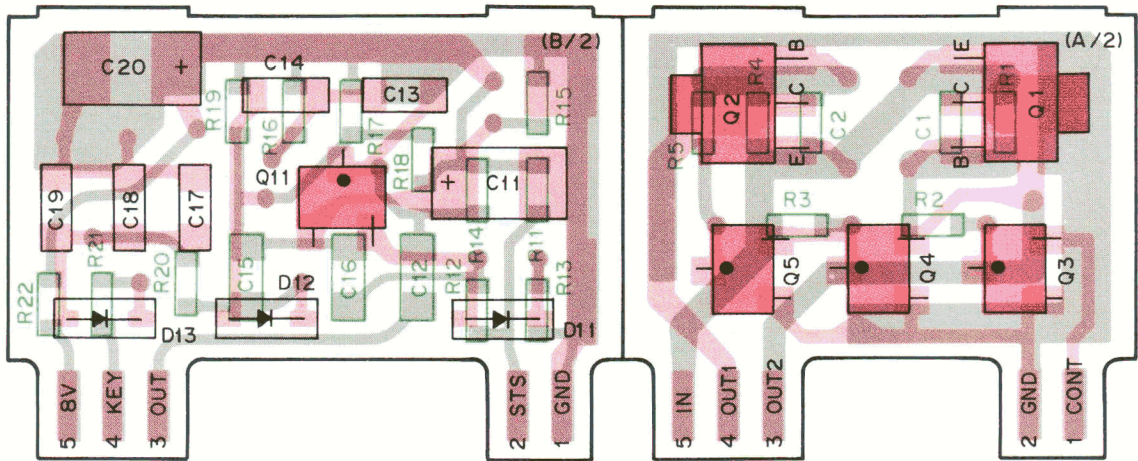 C20 +
C14
(B/2)
C13
R19
R16
R17
R18
R15
Q11
+ C11
C19
C18
C17
R21
R20
R22
C15
D12
C16
C12
R12
R14
R11
R13
D13
D11
5 8V
4 KEY
3 OUT
2 STS
1 GND
(A/2)
B
C
E
Q2
R4
R5
C2
E
C
B
R1
Q1
C1
R3
R2
Q5
Q4
Q3
5 IN
4 OUT1
3 OUT2
2 GND
1 CONT